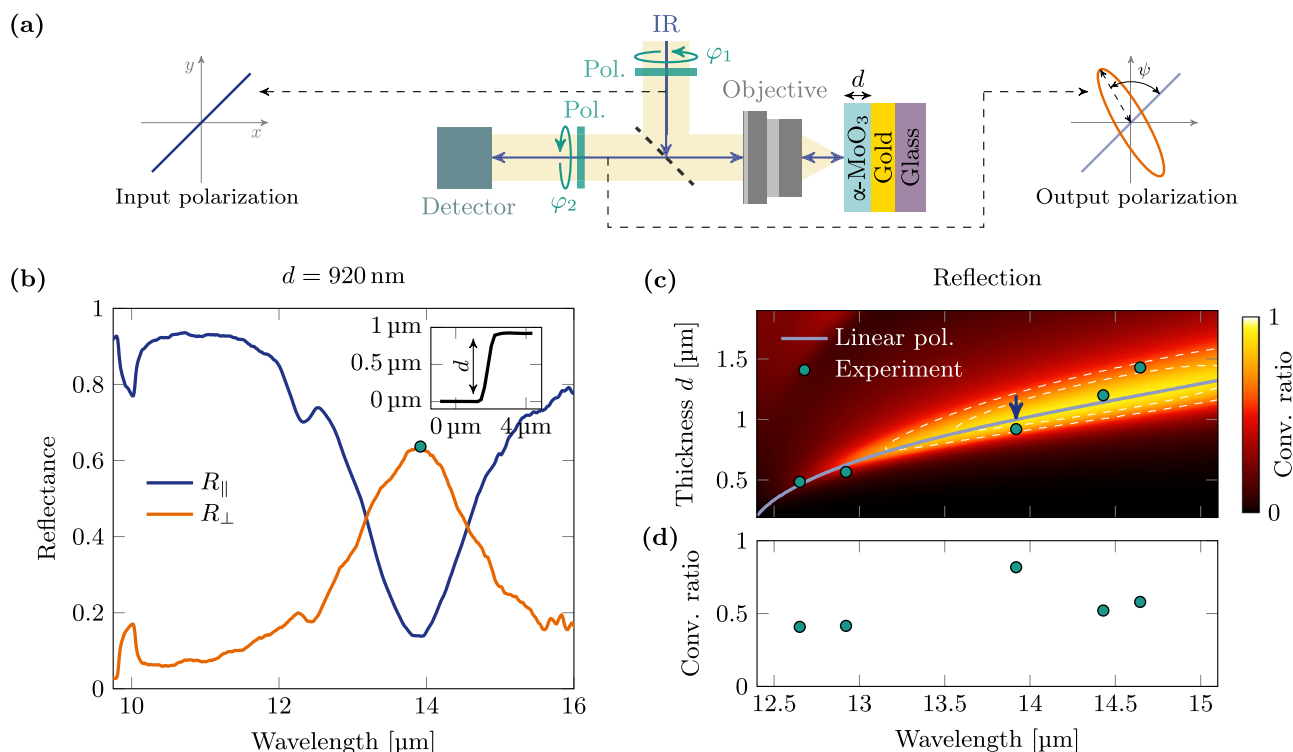 (a)
IR
φ1
Pol.
y
x
Input polarization
Pol.
φ2
Detector
Objective
d
α-MoO3
Gold
Glass
ψ
Output polarization
(b)
d = 920 nm
1
0.8
0.6
0.4
0.2
0
Reflectance
R∥
R⊥
1 µm
0.5 µm
0 µm
d
0 µm
4 µm
10
12
14
16
Wavelength [µm]
(c)
Reflection
Thickness d [µm]
1.5
1
0.5
Linear pol.
Experiment
1
0
Conv. ratio
(d)
Conv. ratio
1
0.5
0
12.5
13
13.5
14
14.5
15
Wavelength [µm]